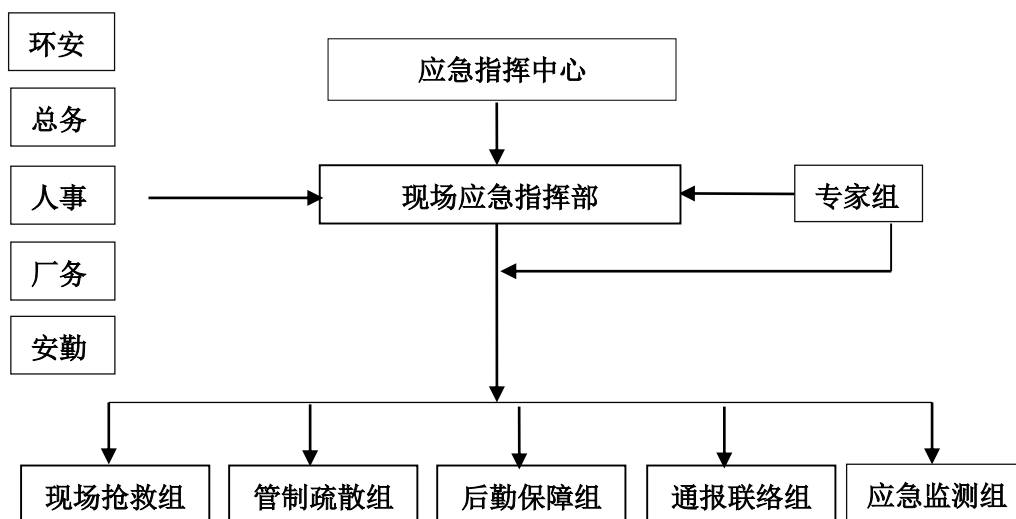 环安
应急指挥中心
总务
人事
现场应急指挥部
专家组
厂务
安勤
现场抢救组
管制疏散组
后勤保障组
通报联络组
应急监测组